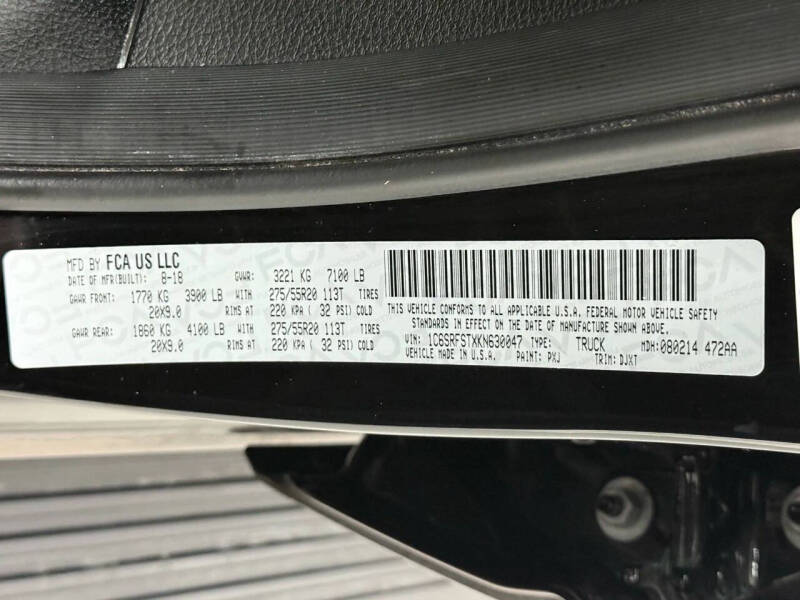 MFD BY FCA US LLC
DATE OF MFR(BUILT): 8-18 GVWR: 3221 KG 7100 LB
GAWR FRONT: 1770 KG 3900 LB WITH 275/55R20 113T TIRES
20X9.0 RIMS AT 220 KPA ( 32 PSI) COLD
GAWR REAR: 1860 KG 4100 LB WITH 275/55R20 113T TIRES
20X9.0 RIMS AT 220 KPA ( 32 PSI) COLD
THIS VEHICLE CONFORMS TO ALL APPLICABLE U.S.A. FEDERAL MOTOR VEHICLE SAFETY
STANDARDS IN EFFECT ON THE DATE OF MANUFACTURE SHOWN ABOVE.
VIN: 1C6SRFSTXKN630047 TYPE: TRUCK MDH: 080214 472AA
VEHICLE MADE IN U.S.A. PAINT: PXJ TRIM: DJXT